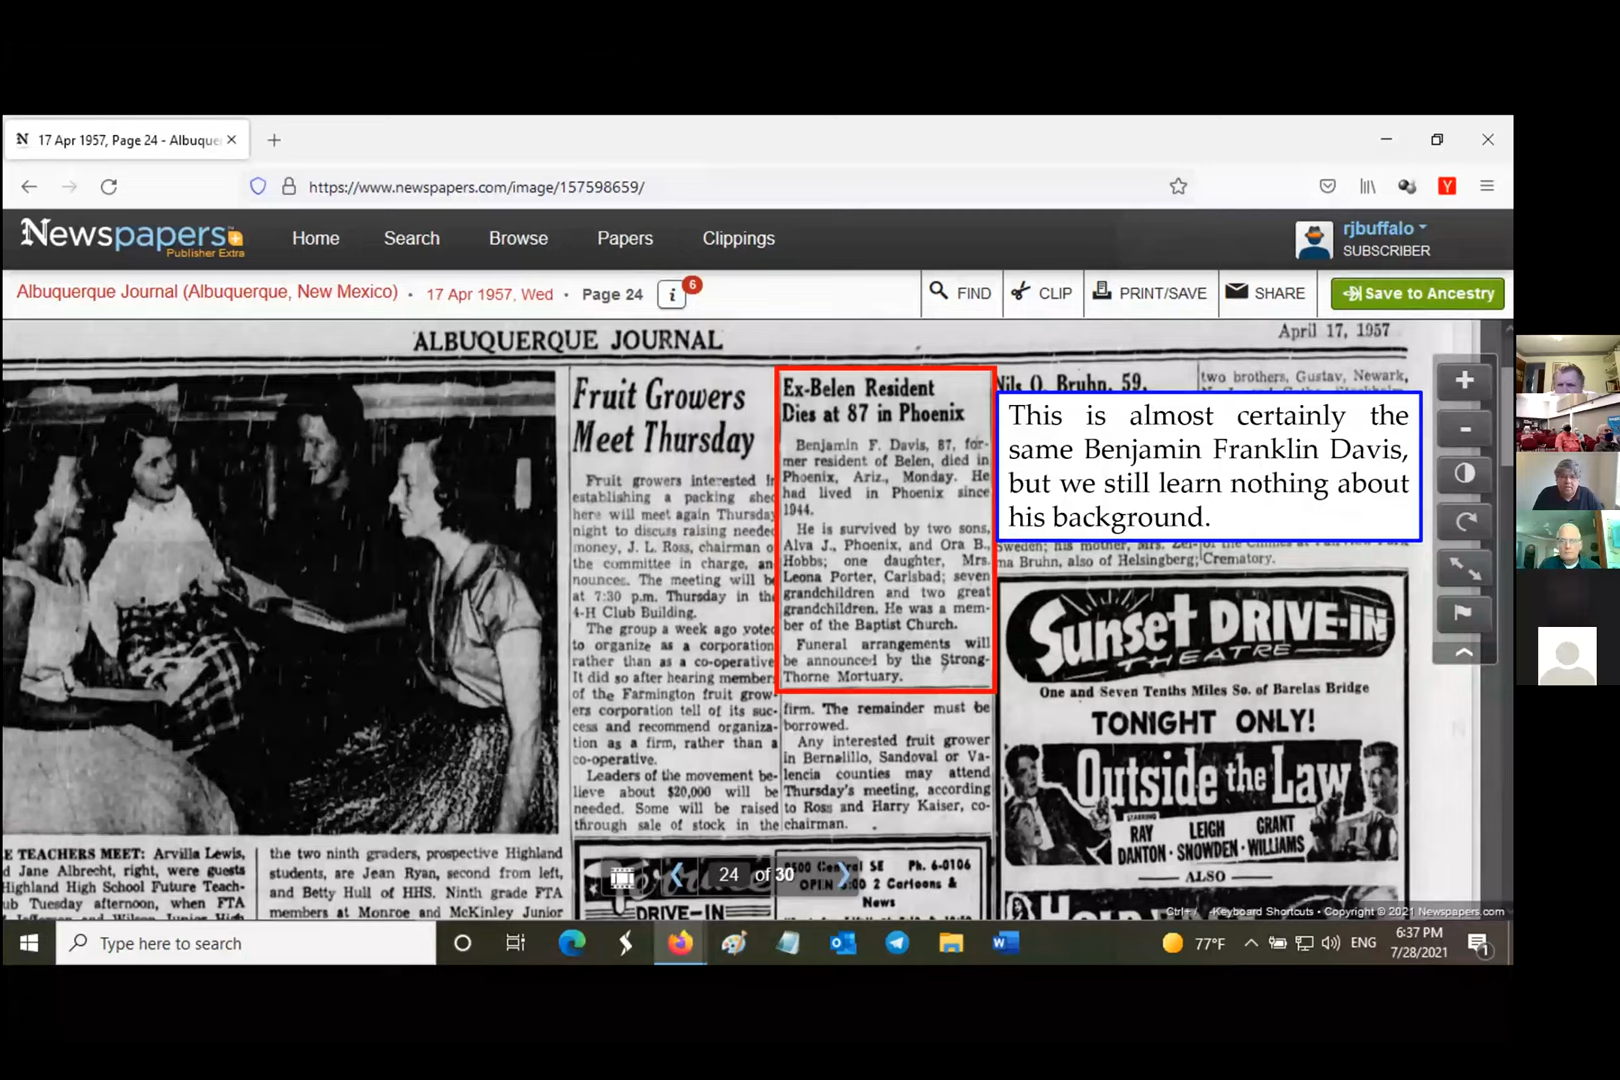 17 Apr 1957, Page 24 - Albuque
https://www.newspapers.com/image/157598659/
Newspapers
Publisher Extra
Home
Search
Browse
Papers
Clippings
rjbuffalo
SUBSCRIBER
Albuquerque Journal (Albuquerque, New Mexico) • 17 Apr 1957, Wed • Page 24
6
FIND
CLIP
PRINT/SAVE
SHARE
Save to Ancestry
ALBUQUERQUE JOURNAL
April 17, 1957
Fruit Growers
Meet Thursday
Fruit growers interested
establishing a packing shed
here will meet again Thursday
night to discuss raising needed
money, J. L. Ross, chairman
the committee in charge, an
nounces. The meeting will be
at 7:30 p.m. Thursday in the
4-H Club Building.
The group a week ago voted
to organize as a corporation
rather than as a co-operative.
It did so after hearing member
of the Farmington fruit grow-
ers corporation tell of its suc-
cess and recommend organiza-
tion as a firm, rather than a
co-operative.
Leaders of the movement be-
lieve about $20,000 will be
needed. Some will be raised
through sale of stock in the
Ex-Belen Resident
Dies at 87 in Phoenix
Benjamin F. Davis, 87, for-
mer resident of Belen, died in
Phoenix, Ariz., Monday. He
had lived in Phoenix since
1944.
He is survived by two sons,
Alva J., Phoenix, and Ora B.,
Hobbs; one daughter, Mrs.
Leona Porter, Carlsbad; seven
grandchildren and two great
grandchildren. He was a mem-
ber of the Baptist Church.
Funeral arrangements will
be announced by the Strong-
Thorne Mortuary.
firm. The remainder must be
borrowed.
Any interested fruit grower
in Bernalillo, Sandoval or Va-
lencia counties may attend
Thursday's meeting, according
to Ross and Harry Kaiser, co-
chairman.
Nils O. Bruhn, 59,
two brothers, Gustav, Newark,
This is almost certainly the
same Benjamin Franklin Davis,
but we still learn nothing about
his background.
Sweden; his mother, Mrs.
ma Bruhn, also of Helsingberg;
Crematory.
Sunset DRIVE-IN
THEATRE
One and Seven Tenths Miles So. of Barelas Bridge
TONIGHT ONLY!
Outside the Law
STARRING
RAY DANTON · LEIGH SNOWDEN · GRANT WILLIAMS
ALSO
E TEACHERS MEET: Arvilla Lewis,
d Jane Albrecht, right, were guests
Highland High School Future Teach-
ub Tuesday afternoon, when FTA
the two ninth graders, prospective Highland
students, are Jean Ryan, second from left,
and Betty Hull of HHS. Ninth grade FTA
members at Monroe and McKinley Junior
DRIVE-IN
Central SE Ph. 6-0106
OPEN 2 Cartoons &
News
24 of 30
Ctrl+ / -Keyboard Shortcuts • Copyright © 2021 Newspapers.com
Type here to search
77°F
ENG
6:37 PM
7/28/2021
1